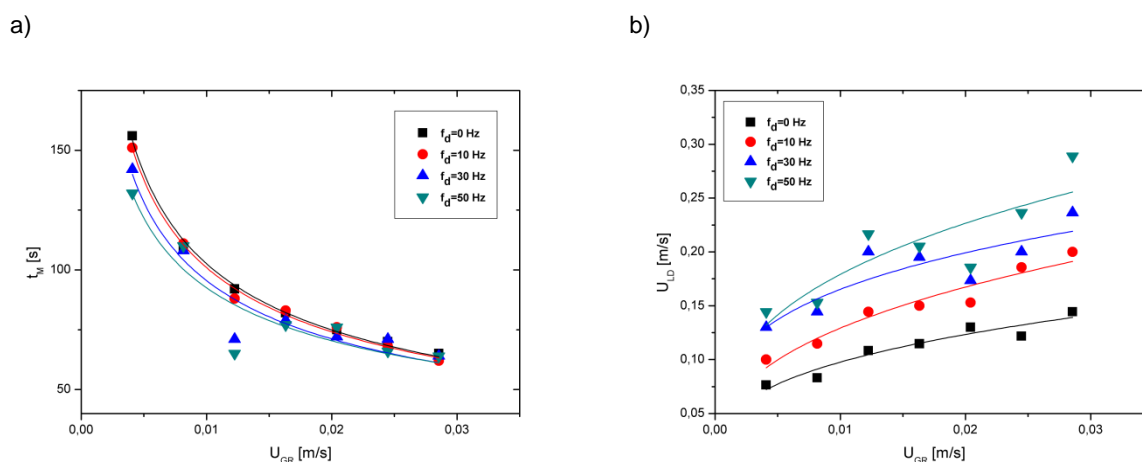 a)
b)
175
150
100
50
0,00
0,01
0,02
0,03
t_M [s]
U_GR [m/s]
f_d=0 Hz
f_d=10 Hz
f_d=30 Hz
f_d=50 Hz
0,35
0,30
0,25
0,20
0,15
0,10
0,05
0,00
0,01
0,02
0,03
U_LD [m/s]
U_GR [m/s]
f_d=0 Hz
f_d=10 Hz
f_d=30 Hz
f_d=50 Hz